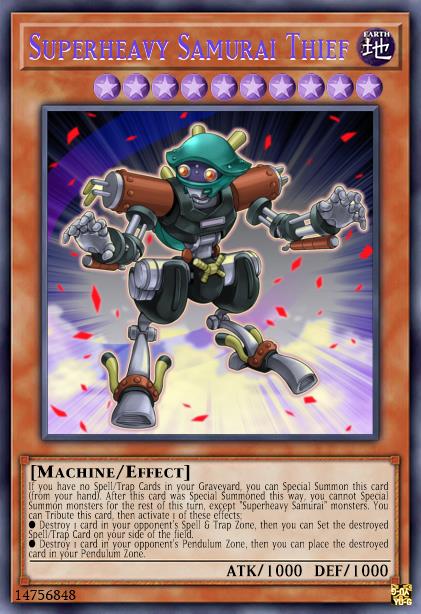 Superheavy Samurai Thief
EARTH
地
[Machine/Effect]
If you have no Spell/Trap Cards in your Graveyard, you can Special Summon this card
(from your hand). After this card was Special Summoned this way, you cannot Special
Summon monsters for the rest of this turn, except "Superheavy Samurai" monsters. You
can Tribute this card, then activate 1 of these effects;
● Destroy 1 card in your opponent's Spell & Trap Zone, then you can Set the destroyed
Spell/Trap Card on your side of the field.
● Destroy 1 card in your opponent's Pendulum Zone, then you can place the destroyed
card in your Pendulum Zone.
ATK/1000 DEF/1000
14756848